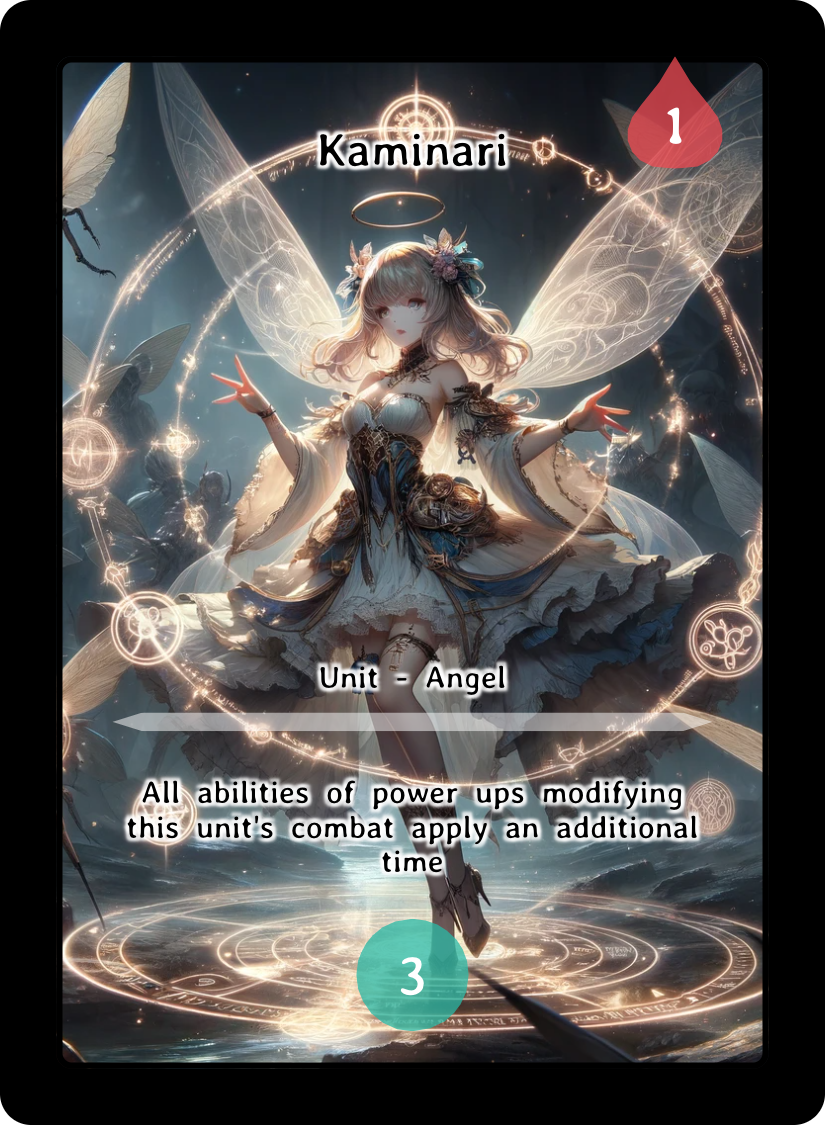 1
Kaminari
Unit - Angel
All abilities of power ups modifying
this unit's combat apply an additional
time
3